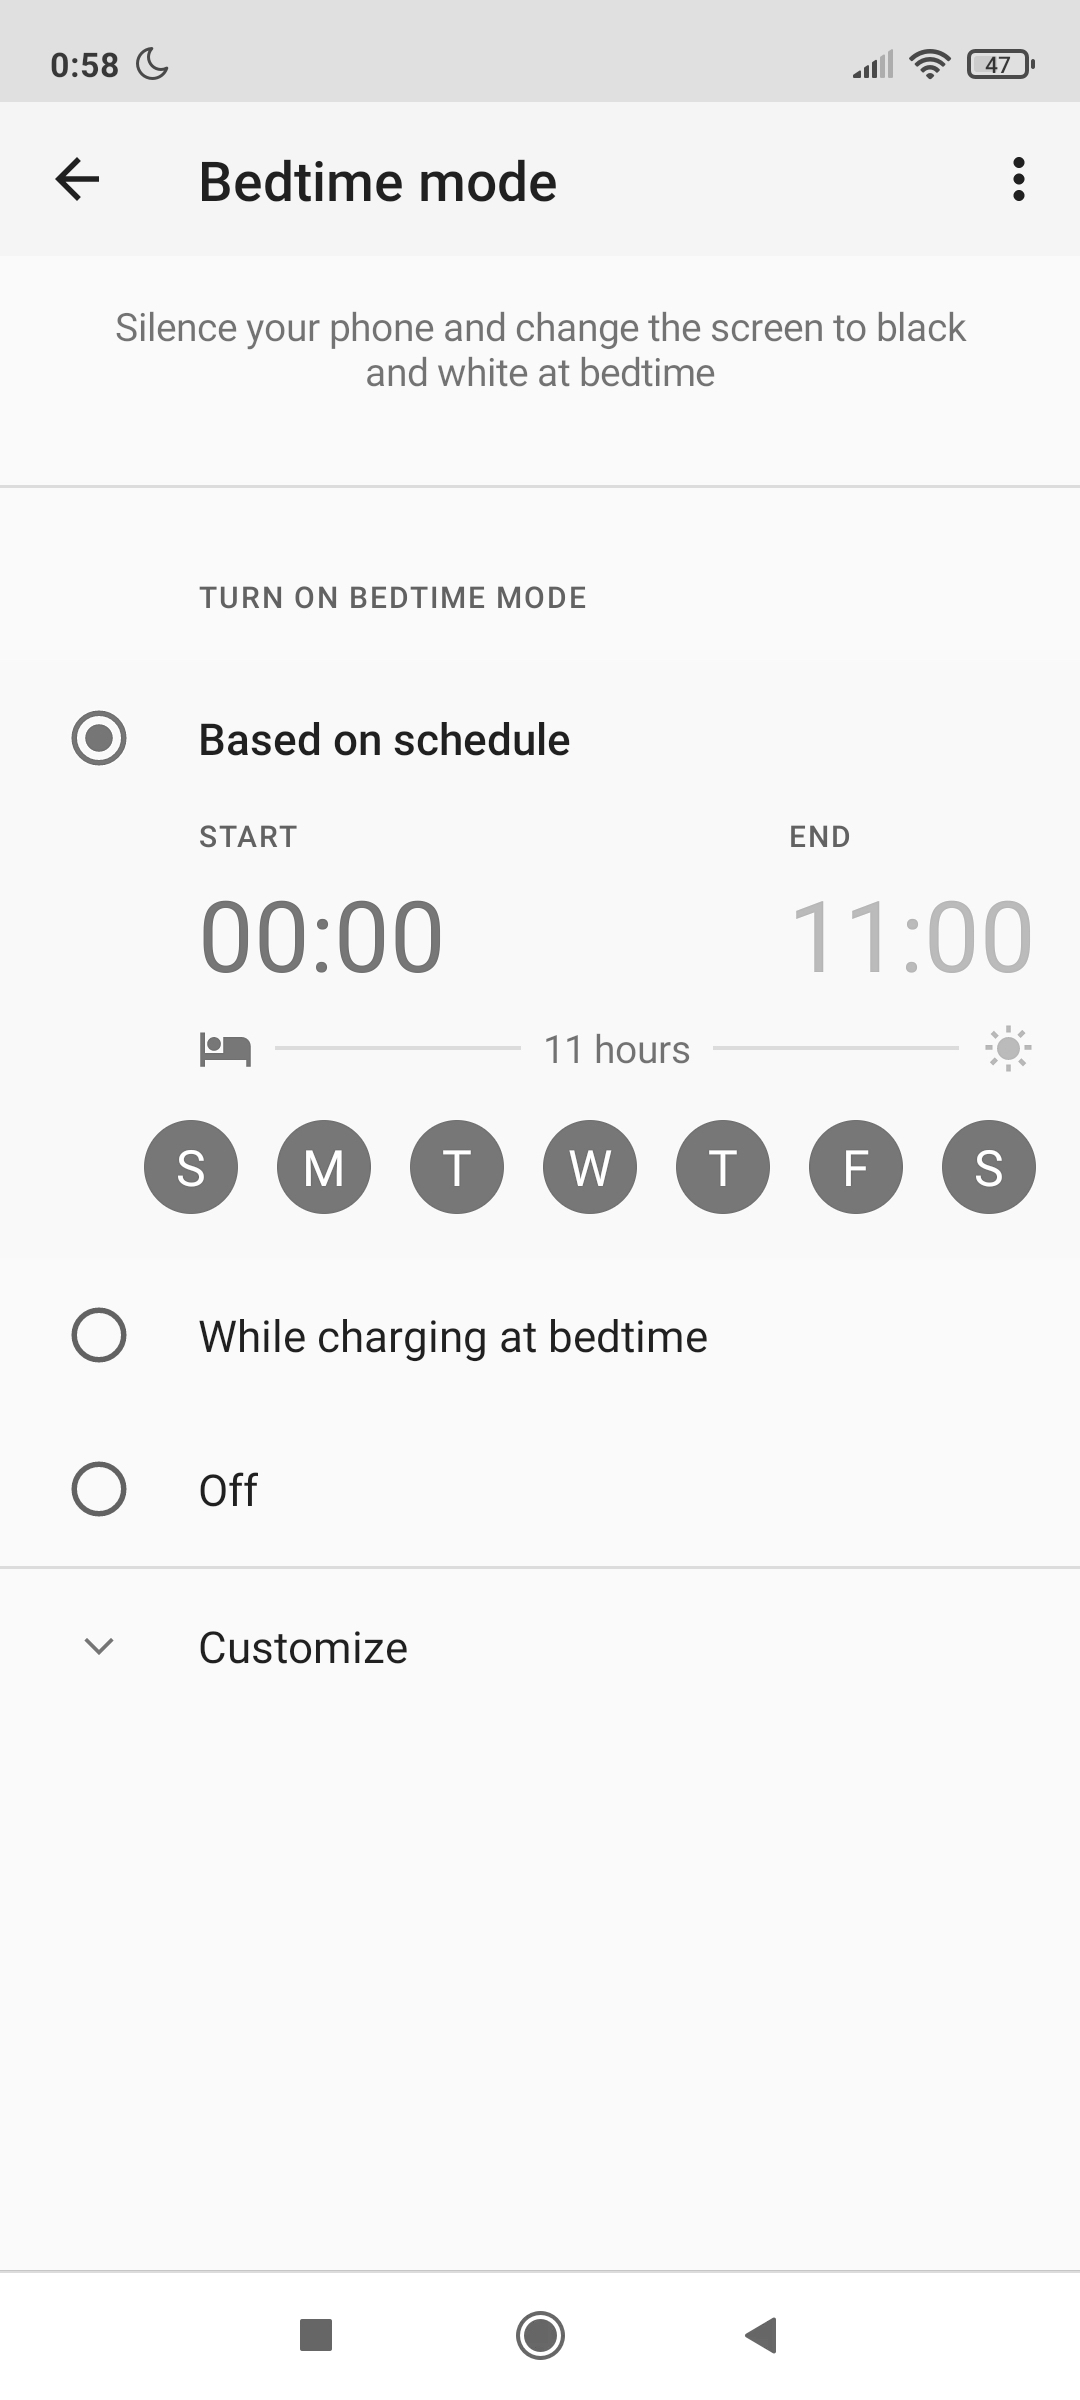 0:58
47
Bedtime mode
Silence your phone and change the screen to black
and white at bedtime
TURN ON BEDTIME MODE
Based on schedule
START END
00:00 11:00
11 hours
S M T W T F S
While charging at bedtime
Off
Customize